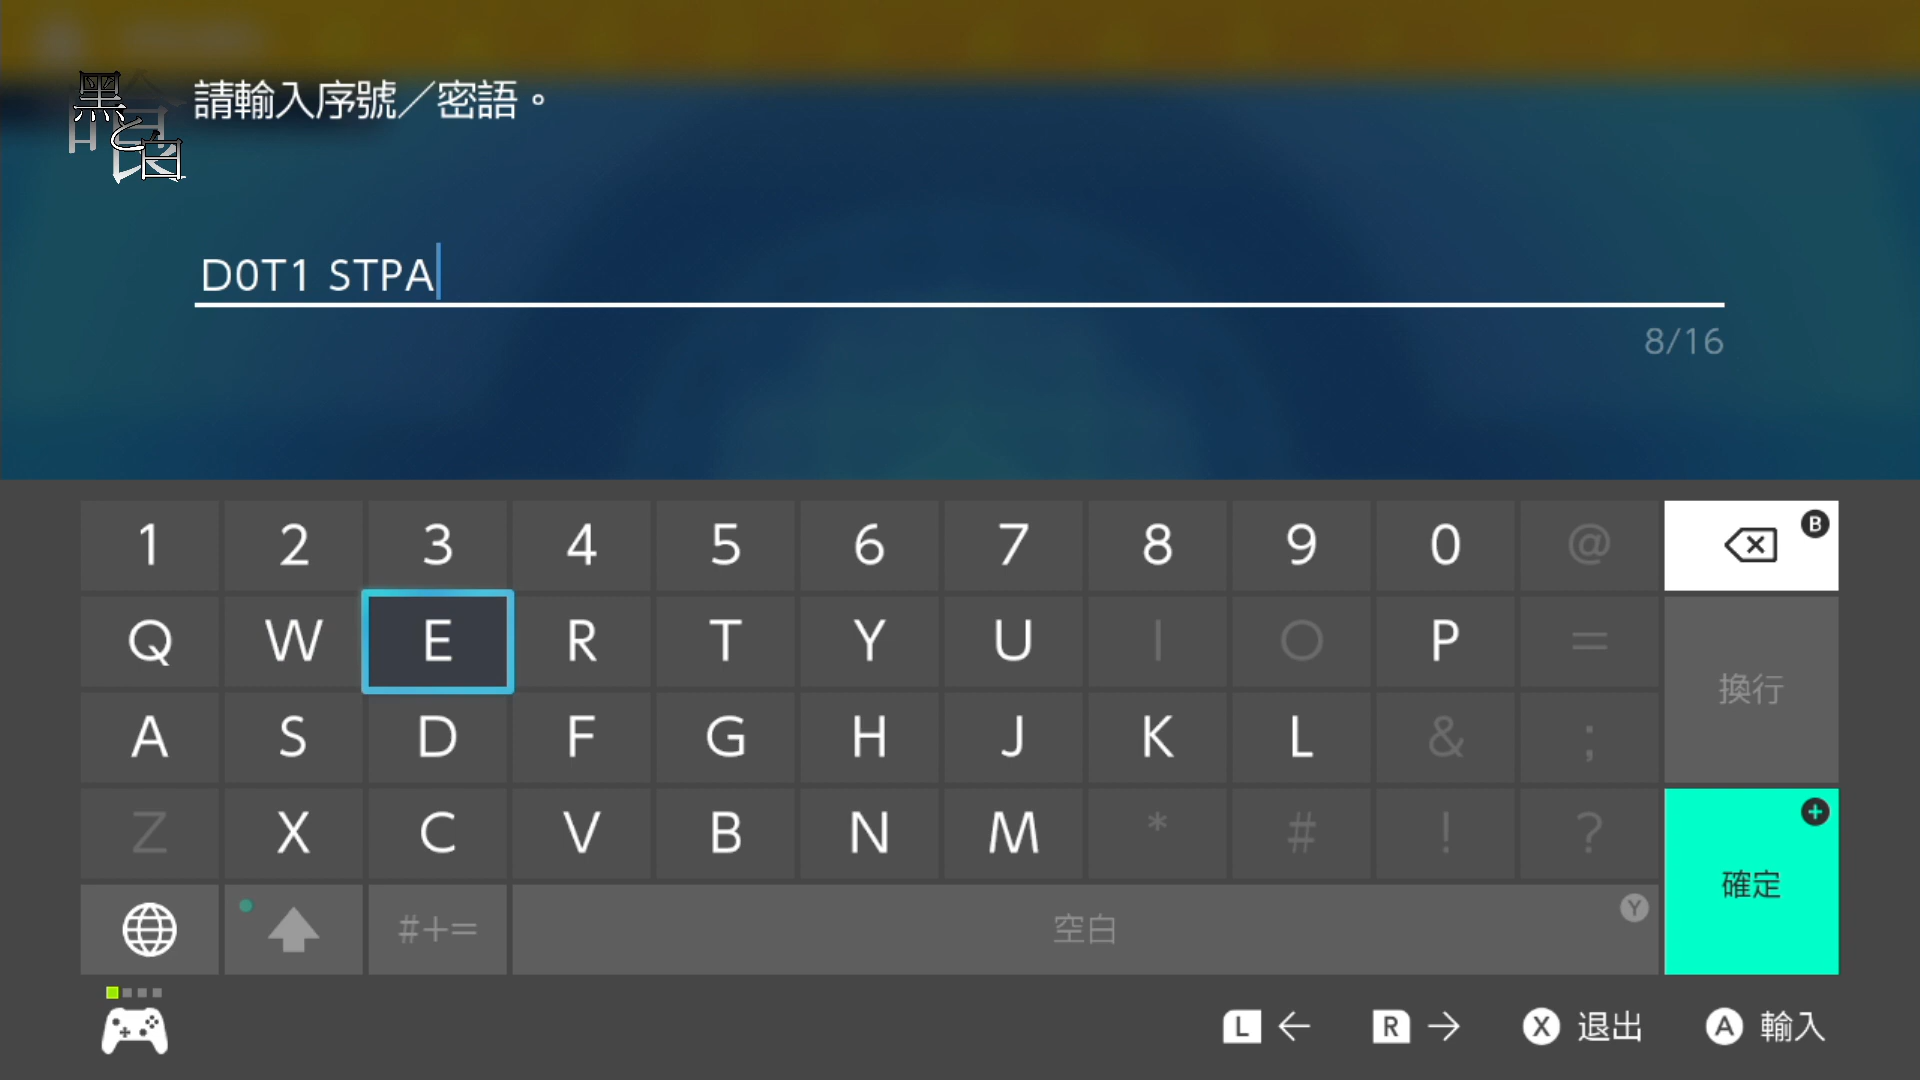 黑と白
請輸入序號／密語。
D0T1 STPA
8/16
1 2 3 4 5 6 7 8 9 0 @ B
Q W E R T Y U I O P =
換行
A S D F G H J K L & ;
Z X C V B N M * # ! ? +
確定
#+= 空白 Y
L ← R → X 退出 A 輸入